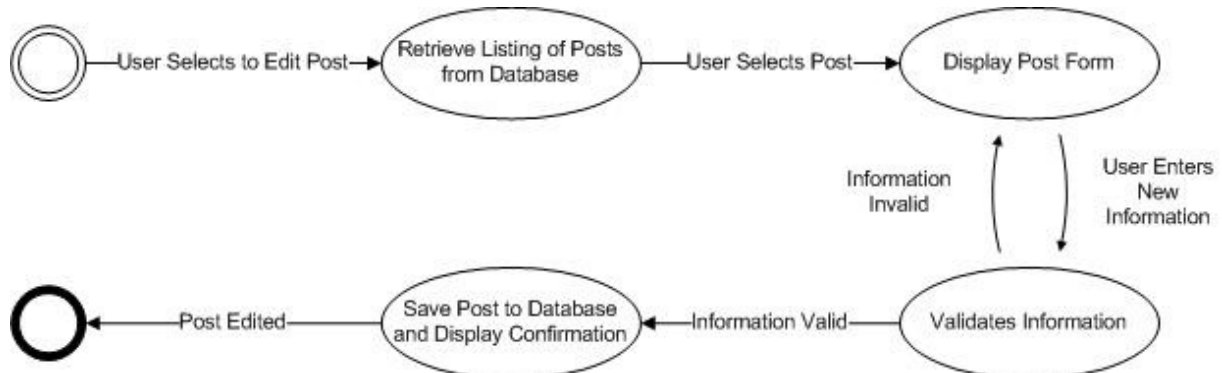 User Selects to Edit Post
Retrieve Listing of Posts
from Database
User Selects Post
Display Post Form
Information
Invalid
User Enters
New
Information
Post Edited
Save Post to Database
and Display Confirmation
Information Valid
Validates Information